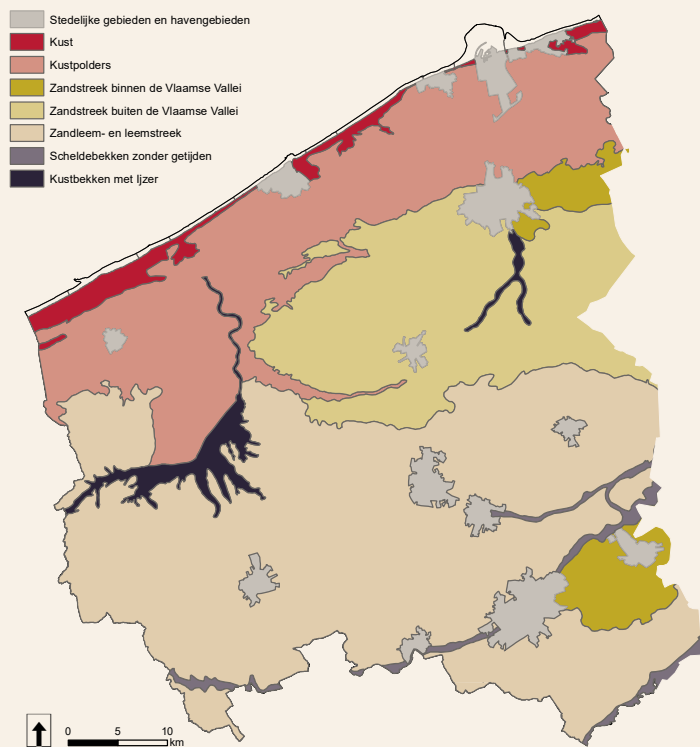 Stedelijke gebieden en havengebieden
Kust
Kustpolders
Zandstreek binnen de Vlaamse Vallei
Zandstreek buiten de Vlaamse Vallei
Zandleem- en leemstreek
Scheldebekken zonder getijden
Kustbekken met Ijzer
0 5 10
km